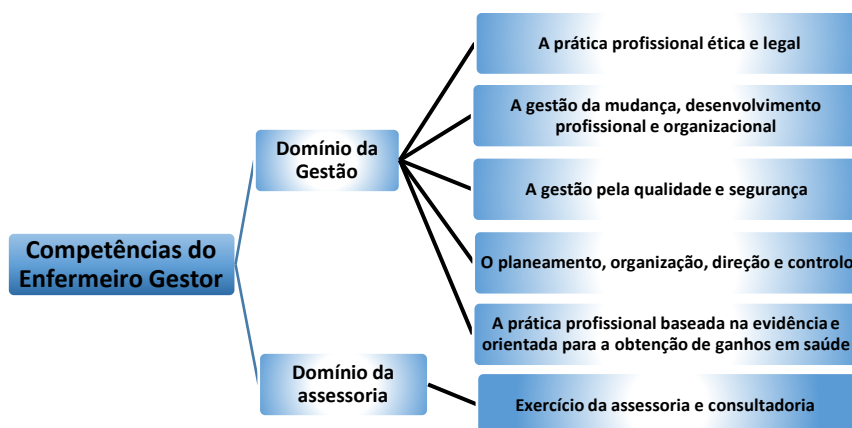 Competências do
Enfermeiro Gestor
Domínio da
Gestão
A prática profissional ética e legal
A gestão da mudança, desenvolvimento
profissional e organizacional
A gestão pela qualidade e segurança
O planeamento, organização, direção e controlo
A prática profissional baseada na evidência e
orientada para a obtenção de ganhos em saúde
Domínio da
assessoria
Exercício da assessoria e consultadoria